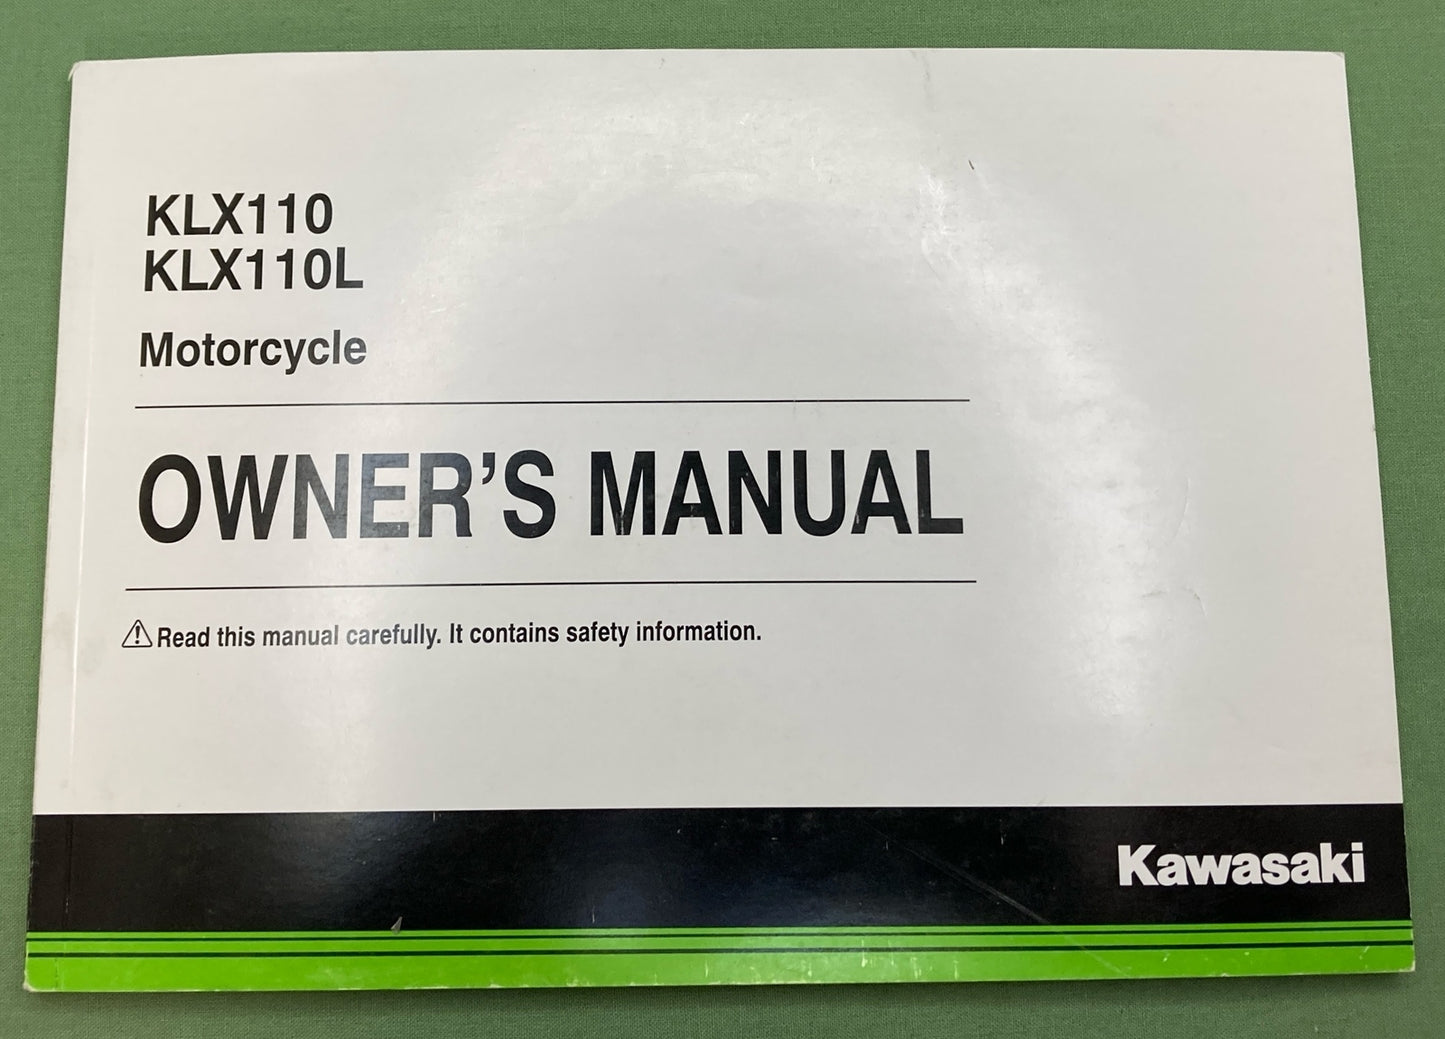 KLX110
KLX110L
Motorcycle
OWNER’S MANUAL
⚠Read this manual carefully. It contains safety information.
Kawasaki